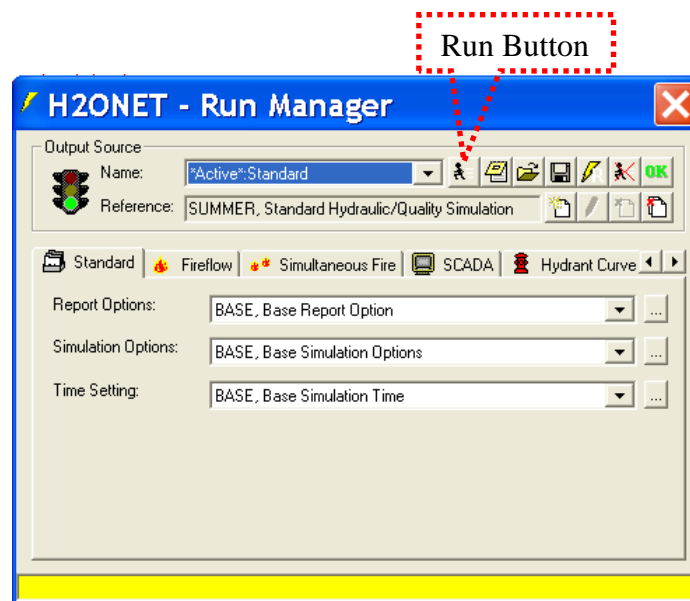 Run Button
H2ONET - Run Manager
Output Source
Name: *Active*:Standard
OK
Reference: SUMMER, Standard Hydraulic/Quality Simulation
Standard Fireflow Simultaneous Fire SCADA Hydrant Curve
Report Options: BASE, Base Report Option ...
Simulation Options: BASE, Base Simulation Options ...
Time Setting: BASE, Base Simulation Time ...